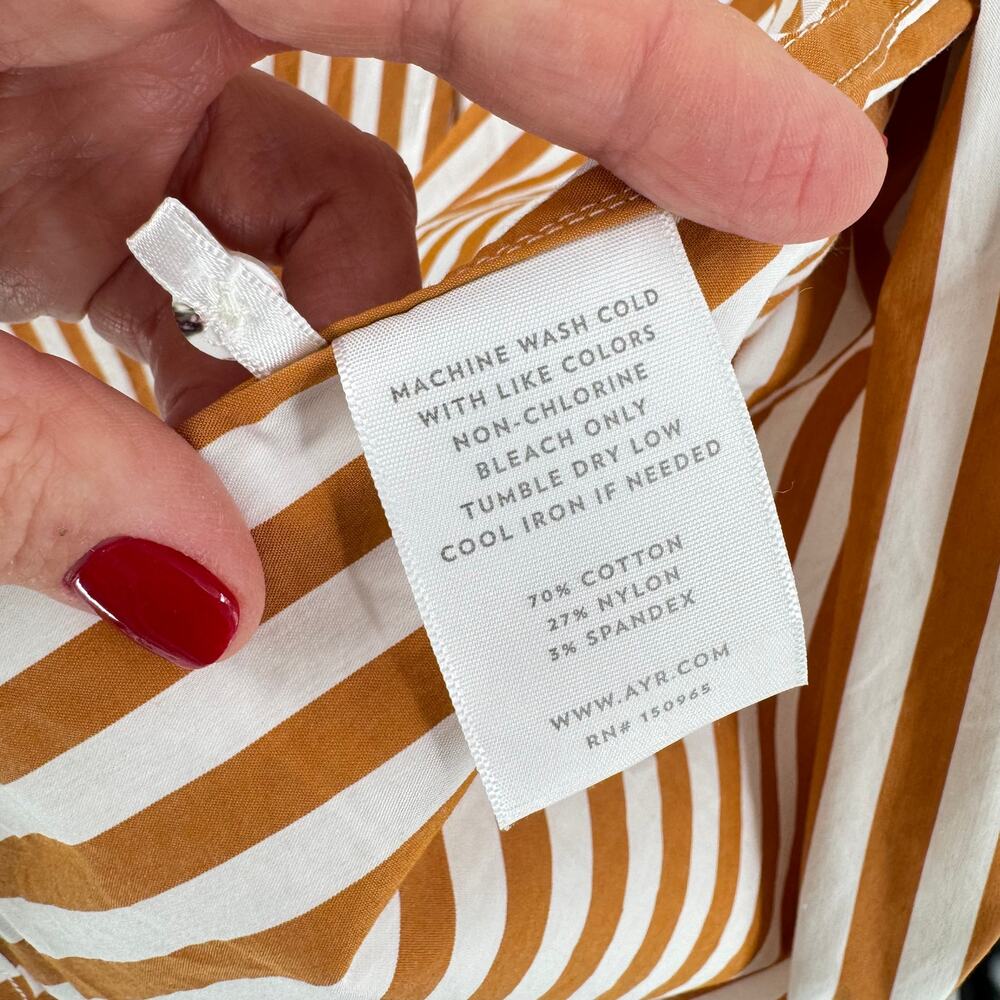 MACHINE WASH COLD
WITH LIKE COLORS
NON-CHLORINE
BLEACH ONLY
TUMBLE DRY LOW
COOL IRON IF NEEDED
70% COTTON
27% NYLON
3% SPANDEX
WWW.AYR.COM
RN# 150965